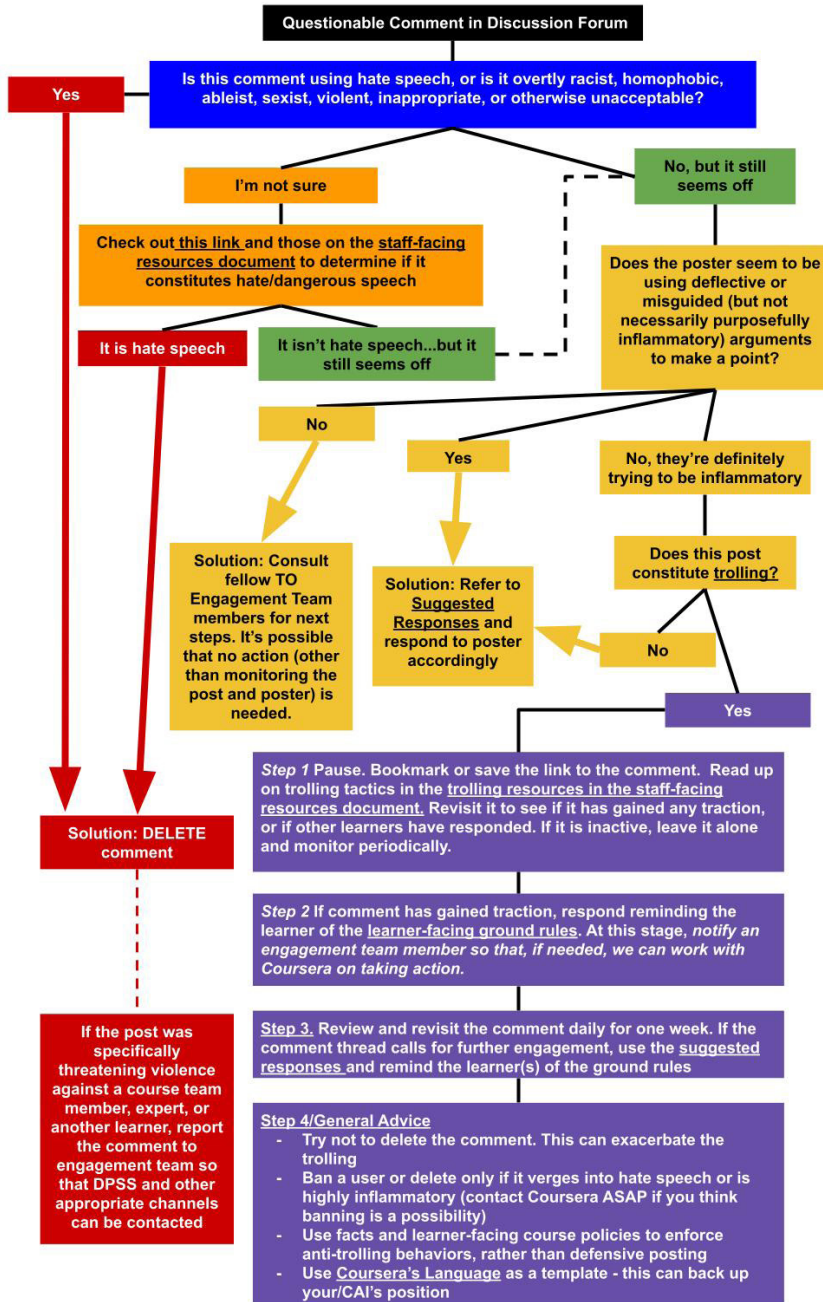 Questionable Comment in Discussion Forum
Is this comment using hate speech, or is it overtly racist, homophobic,
ableist, sexist, violent, inappropriate, or otherwise unacceptable?
Yes
I'm not sure
No, but it still
seems off
Check out this link and those on the staff-facing
resources document to determine if it
constitutes hate/dangerous speech
Does the poster seem to be
using deflective or
misguided (but not
necessarily purposefully
inflammatory) arguments
to make a point?
It is hate speech
It isn't hate speech...but it
still seems off
No
Yes
No, they're definitely
trying to be inflammatory
Solution: Consult
fellow TO
Engagement Team
members for next
steps. It's possible
that no action (other
than monitoring the
post and poster) is
needed.
Solution: Refer to
Suggested
Responses and
respond to poster
accordingly
Does this post
constitute trolling?
No
Yes
Solution: DELETE
comment
If the post was
specifically
threatening violence
against a course team
member, expert, or
another learner, report
the comment to
engagement team so
that DPSS and other
appropriate channels
can be contacted
Step 1 Pause. Bookmark or save the link to the comment. Read up
on trolling tactics in the trolling resources in the staff-facing
resources document. Revisit it to see if it has gained any traction,
or if other learners have responded. If it is inactive, leave it alone
and monitor periodically.
Step 2 If comment has gained traction, respond reminding the
learner of the learner-facing ground rules. At this stage, notify an
engagement team member so that, if needed, we can work with
Coursera on taking action.
Step 3. Review and revisit the comment daily for one week. If the
comment thread calls for further engagement, use the suggested
responses and remind the learner(s) of the ground rules
Step 4/General Advice
- Try not to delete the comment. This can exacerbate the
trolling
- Ban a user or delete only if it verges into hate speech or is
highly inflammatory (contact Coursera ASAP if you think
banning is a possibility)
- Use facts and learner-facing course policies to enforce
anti-trolling behaviors, rather than defensive posting
- Use Coursera's Language as a template - this can back up
your/CAI's position